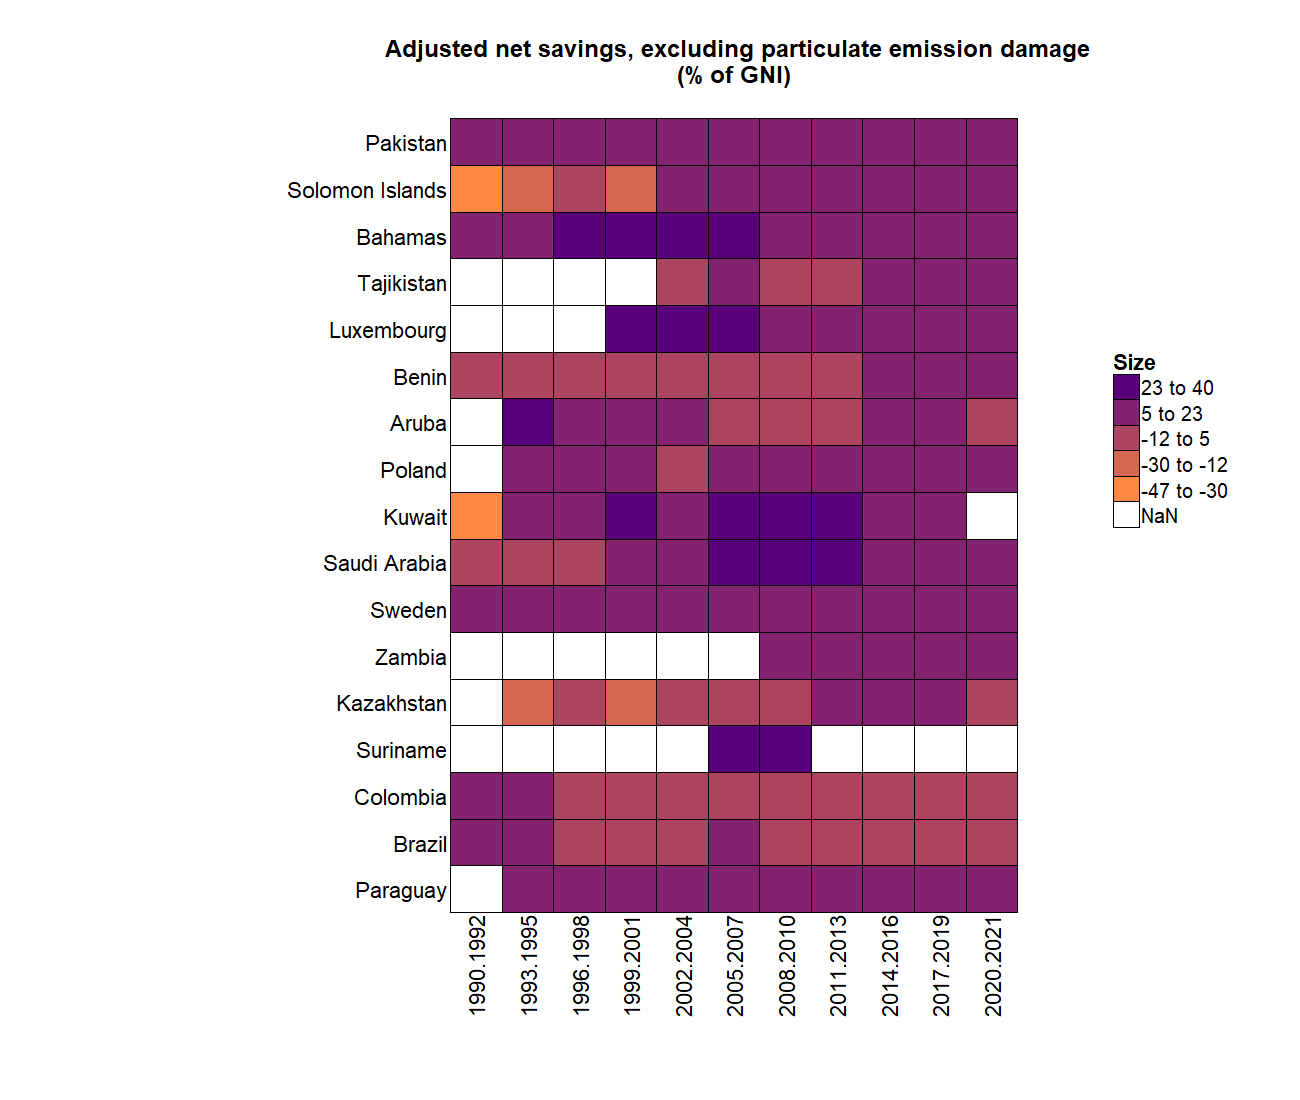 Adjusted net savings, excluding particulate emission damage
(% of GNI)
Pakistan
Solomon Islands
Bahamas
Tajikistan
Luxembourg
Benin
Aruba
Poland
Kuwait
Saudi Arabia
Sweden
Zambia
Kazakhstan
Suriname
Colombia
Brazil
Paraguay
1990.1992
1993.1995
1996.1998
1999.2001
2002.2004
2005.2007
2008.2010
2011.2013
2014.2016
2017.2019
2020.2021
Size
23 to 40
5 to 23
-12 to 5
-30 to -12
-47 to -30
NaN